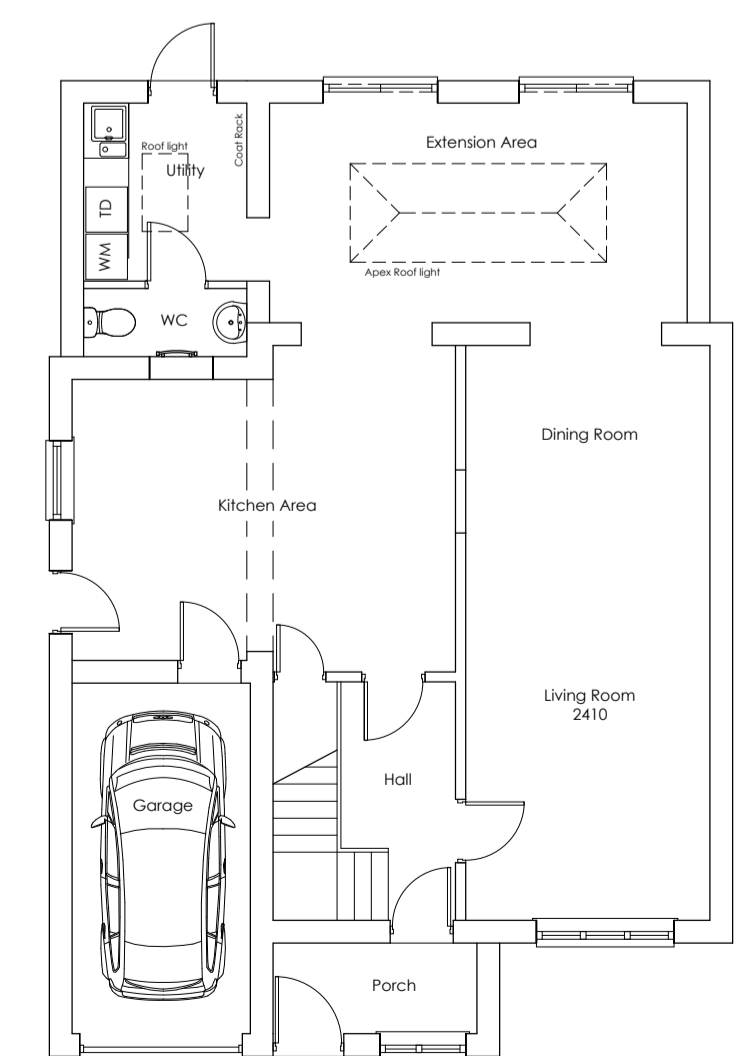 Extension Area
Coat Rack
Roof light
Utility
TD
WM
Apex Roof light
WC
Dining Room
Kitchen Area
Living Room
2410
Hall
Garage
Porch